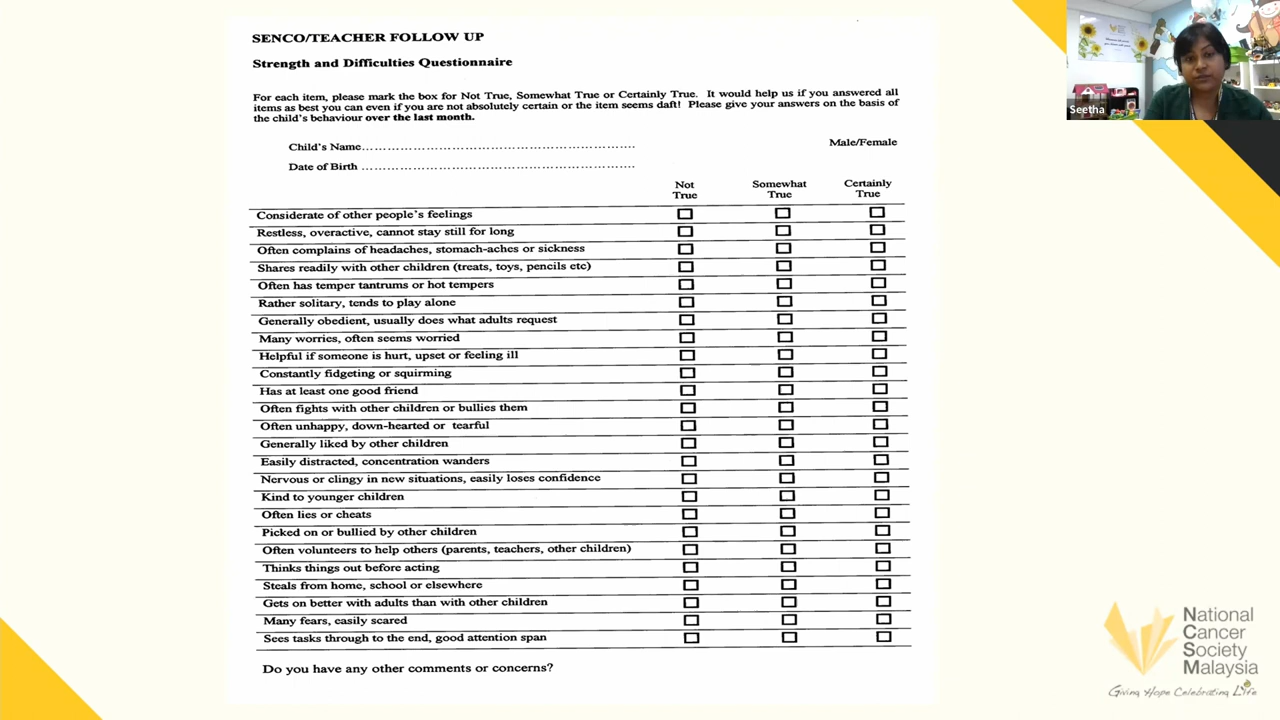 SENCO/TEACHER FOLLOW UP
Strength and Difficulties Questionnaire
For each item, please mark the box for Not True, Somewhat True or Certainly True. It would help us if you answered all
items as best you can even if you are not absolutely certain or the item seems daft! Please give your answers on the basis of
the child's behaviour over the last month.
Child's Name.......................................................................
Male/Female
Date of Birth .......................................................................
Not True
Somewhat True
Certainly True
Considerate of other people's feelings
Restless, overactive, cannot stay still for long
Often complains of headaches, stomach-aches or sickness
Shares readily with other children (treats, toys, pencils etc)
Often has temper tantrums or hot tempers
Rather solitary, tends to play alone
Generally obedient, usually does what adults request
Many worries, often seems worried
Helpful if someone is hurt, upset or feeling ill
Constantly fidgeting or squirming
Has at least one good friend
Often fights with other children or bullies them
Often unhappy, down-hearted or tearful
Generally liked by other children
Easily distracted, concentration wanders
Nervous or clingy in new situations, easily loses confidence
Kind to younger children
Often lies or cheats
Picked on or bullied by other children
Often volunteers to help others (parents, teachers, other children)
Thinks things out before acting
Steals from home, school or elsewhere
Gets on better with adults than with other children
Many fears, easily scared
Sees tasks through to the end, good attention span
Do you have any other comments or concerns?
Seetha
National
Cancer
Society
Malaysia
Giving Hope Celebrating Life